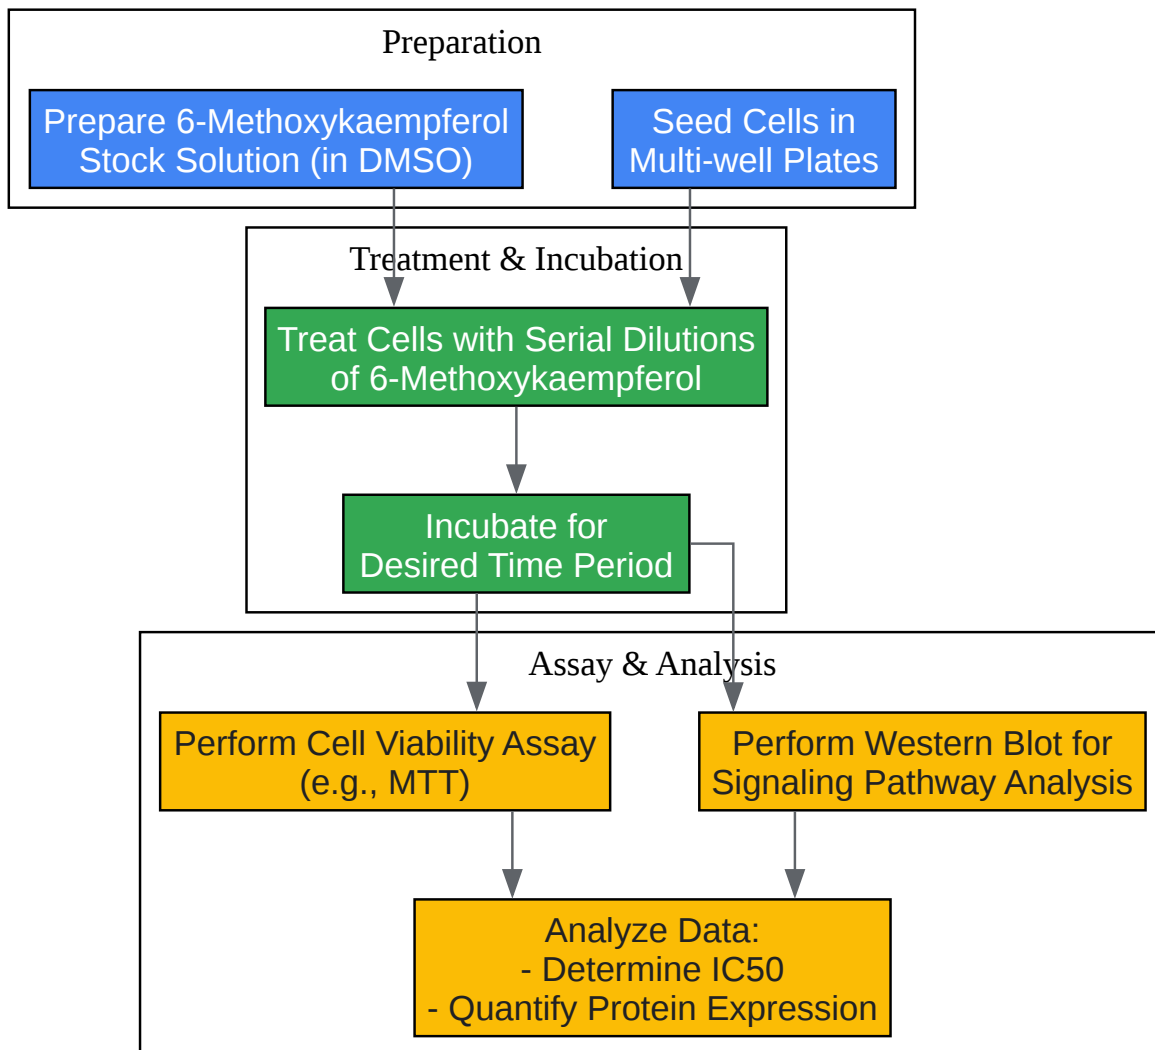 Preparation
Prepare 6-Methoxykaempferol
Stock Solution (in DMSO)
Seed Cells in
Multi-well Plates
Treatment & Incubation
Treat Cells with Serial Dilutions
of 6-Methoxykaempferol
Incubate for
Desired Time Period
Assay & Analysis
Perform Cell Viability Assay
(e.g., MTT)
Perform Western Blot for
Signaling Pathway Analysis
Analyze Data:
- Determine IC50
- Quantify Protein Expression